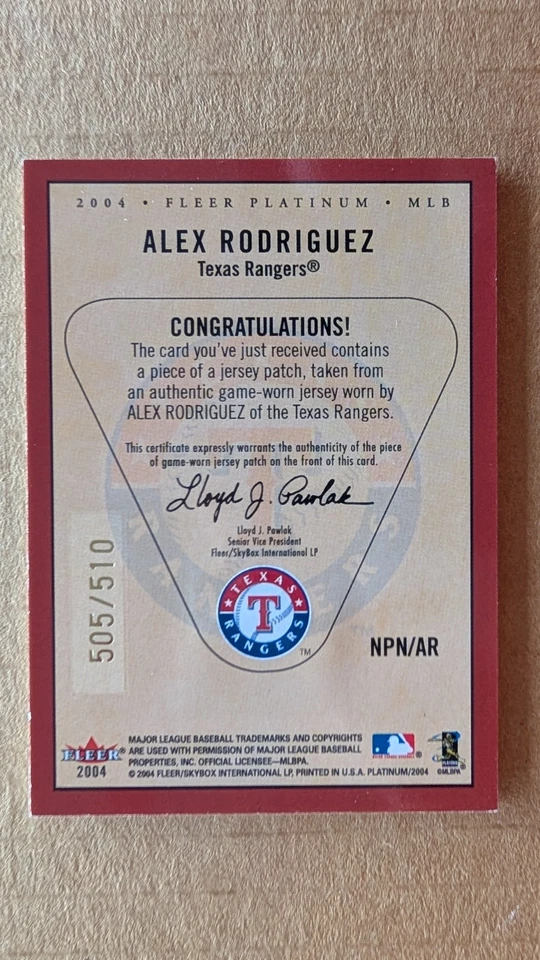 2004 • FLEER PLATINUM • MLB
ALEX RODRIGUEZ
Texas Rangers®
CONGRATULATIONS!
The card you've just received contains
a piece of a jersey patch, taken from
an authentic game-worn jersey worn by
ALEX RODRIGUEZ of the Texas Rangers.
This certificate expressly warrants the authenticity of the piece
of game-worn jersey patch on the front of this card.
Lloyd J. Pawlak
Lloyd J. Pawlak
Senior Vice President
Fleer/SkyBox International LP
505/510
TEXAS
T
RANGERS
TM
NPN/AR
FLEER®
2004
MAJOR LEAGUE BASEBALL TRADEMARKS AND COPYRIGHTS
ARE USED WITH PERMISSION OF MAJOR LEAGUE BASEBALL
PROPERTIES, INC. OFFICIAL LICENSEE—MLBPA.
© 2004 FLEER/SKYBOX INTERNATIONAL LP, PRINTED IN U.S.A. PLATINUM/2004
©MLBPA